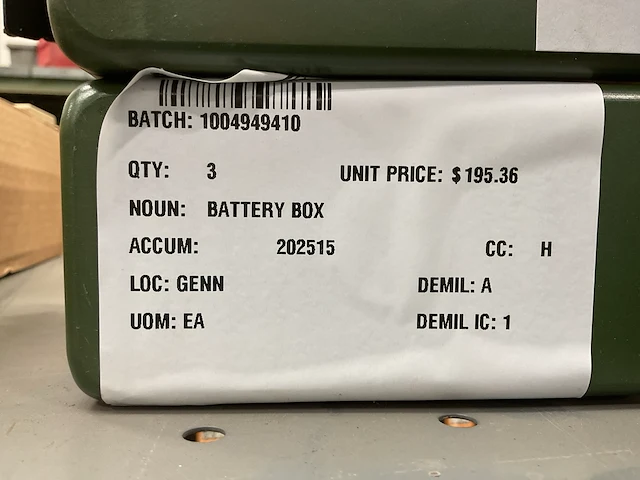 BATCH: 1004949410
QTY: 3 UNIT PRICE: $195.36
NOUN: BATTERY BOX
ACCUM: 202515 CC: H
LOC: GENN DEMIL: A
UOM: EA DEMIL IC: 1